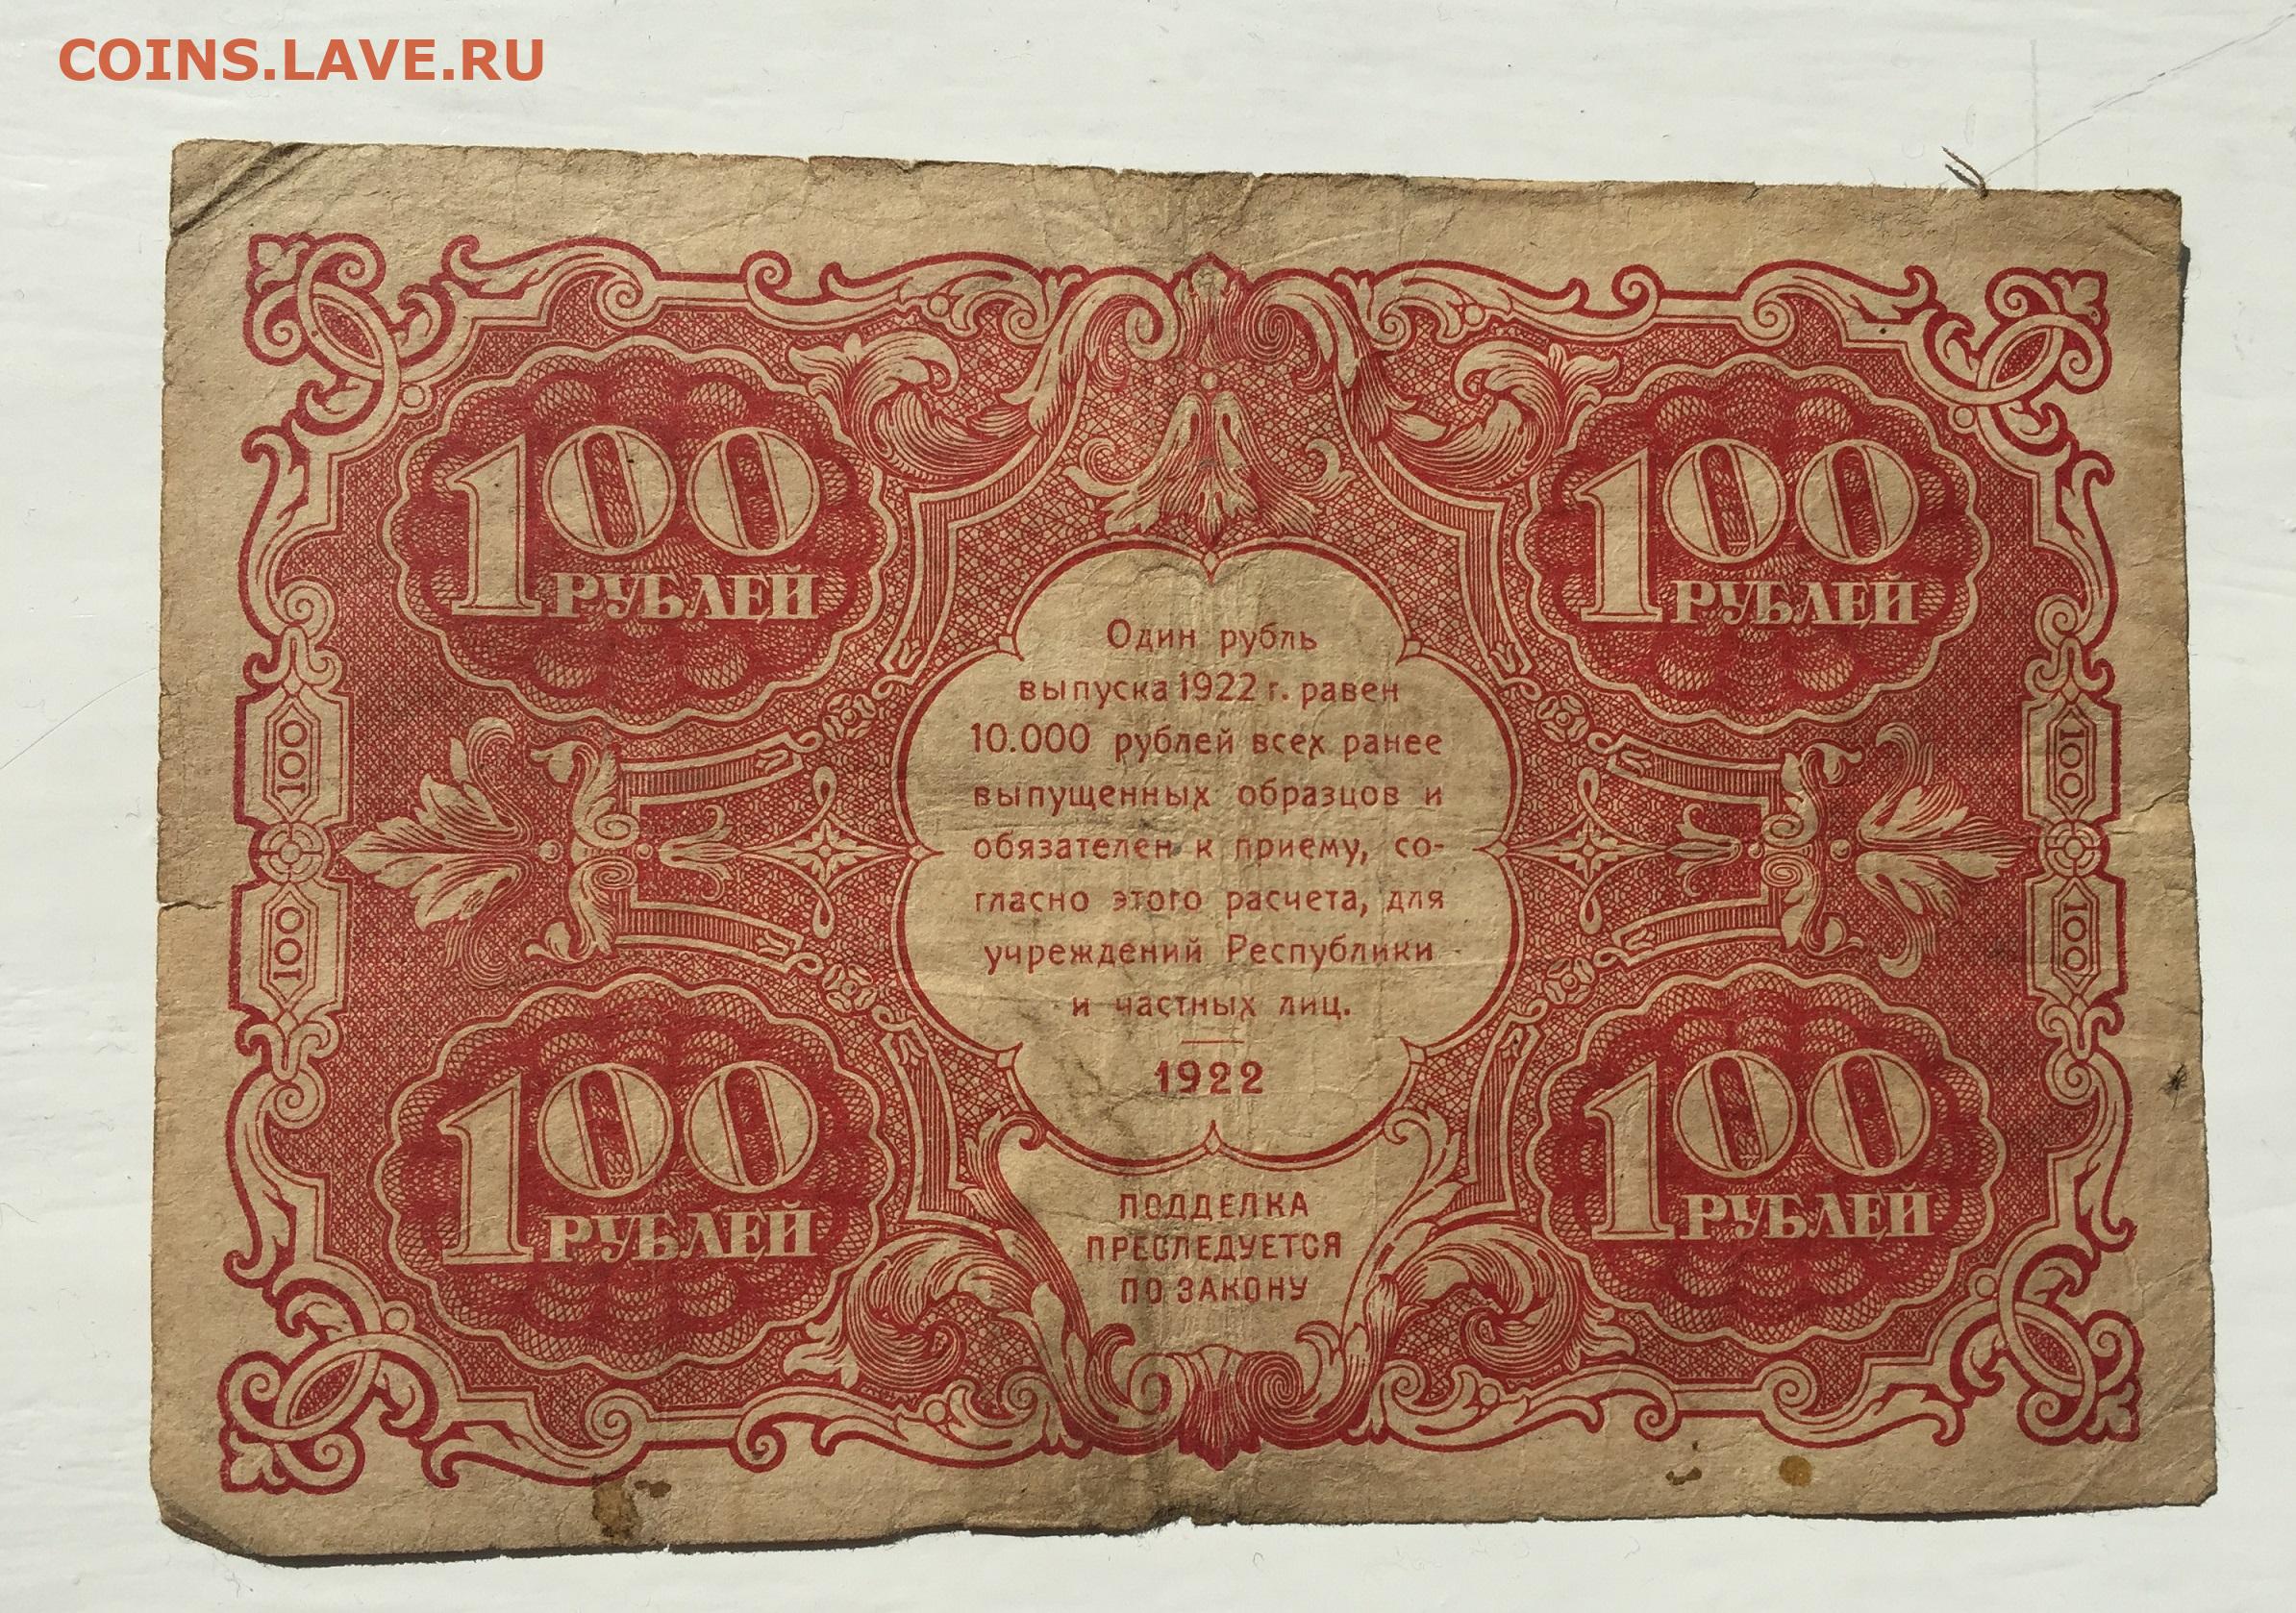 COINS.LAVE.RU
100
РУБЛЕЙ
100
РУБЛЕЙ
Один рубль
выпуска 1922 г. равен
10.000 рублей всех ранее
выпущенных образцов и
обязателен к приему, со-
гласно этого расчета, для
учреждений Республики
и частных лиц.
1922
100
100
100
100
100
РУБЛЕЙ
100
РУБЛЕЙ
ПОДДЕЛКА
ПРЕСЛЕДУЕТСЯ
ПО ЗАКОНУ